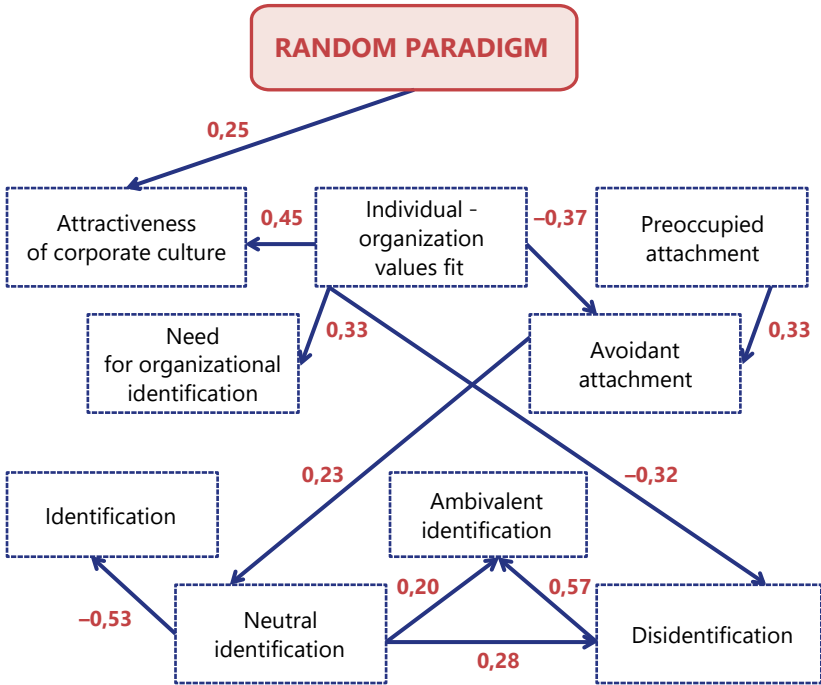 RANDOM PARADIGM
0,25
Attractiveness
of corporate culture
0,45
Individual -
organization
values fit
–0,37
Preoccupied
attachment
Need
for organizational
identification
0,33
Avoidant
attachment
0,33
Identification
0,23
Ambivalent
identification
–0,32
–0,53
Neutral
identification
0,20
0,57
0,28
Disidentification